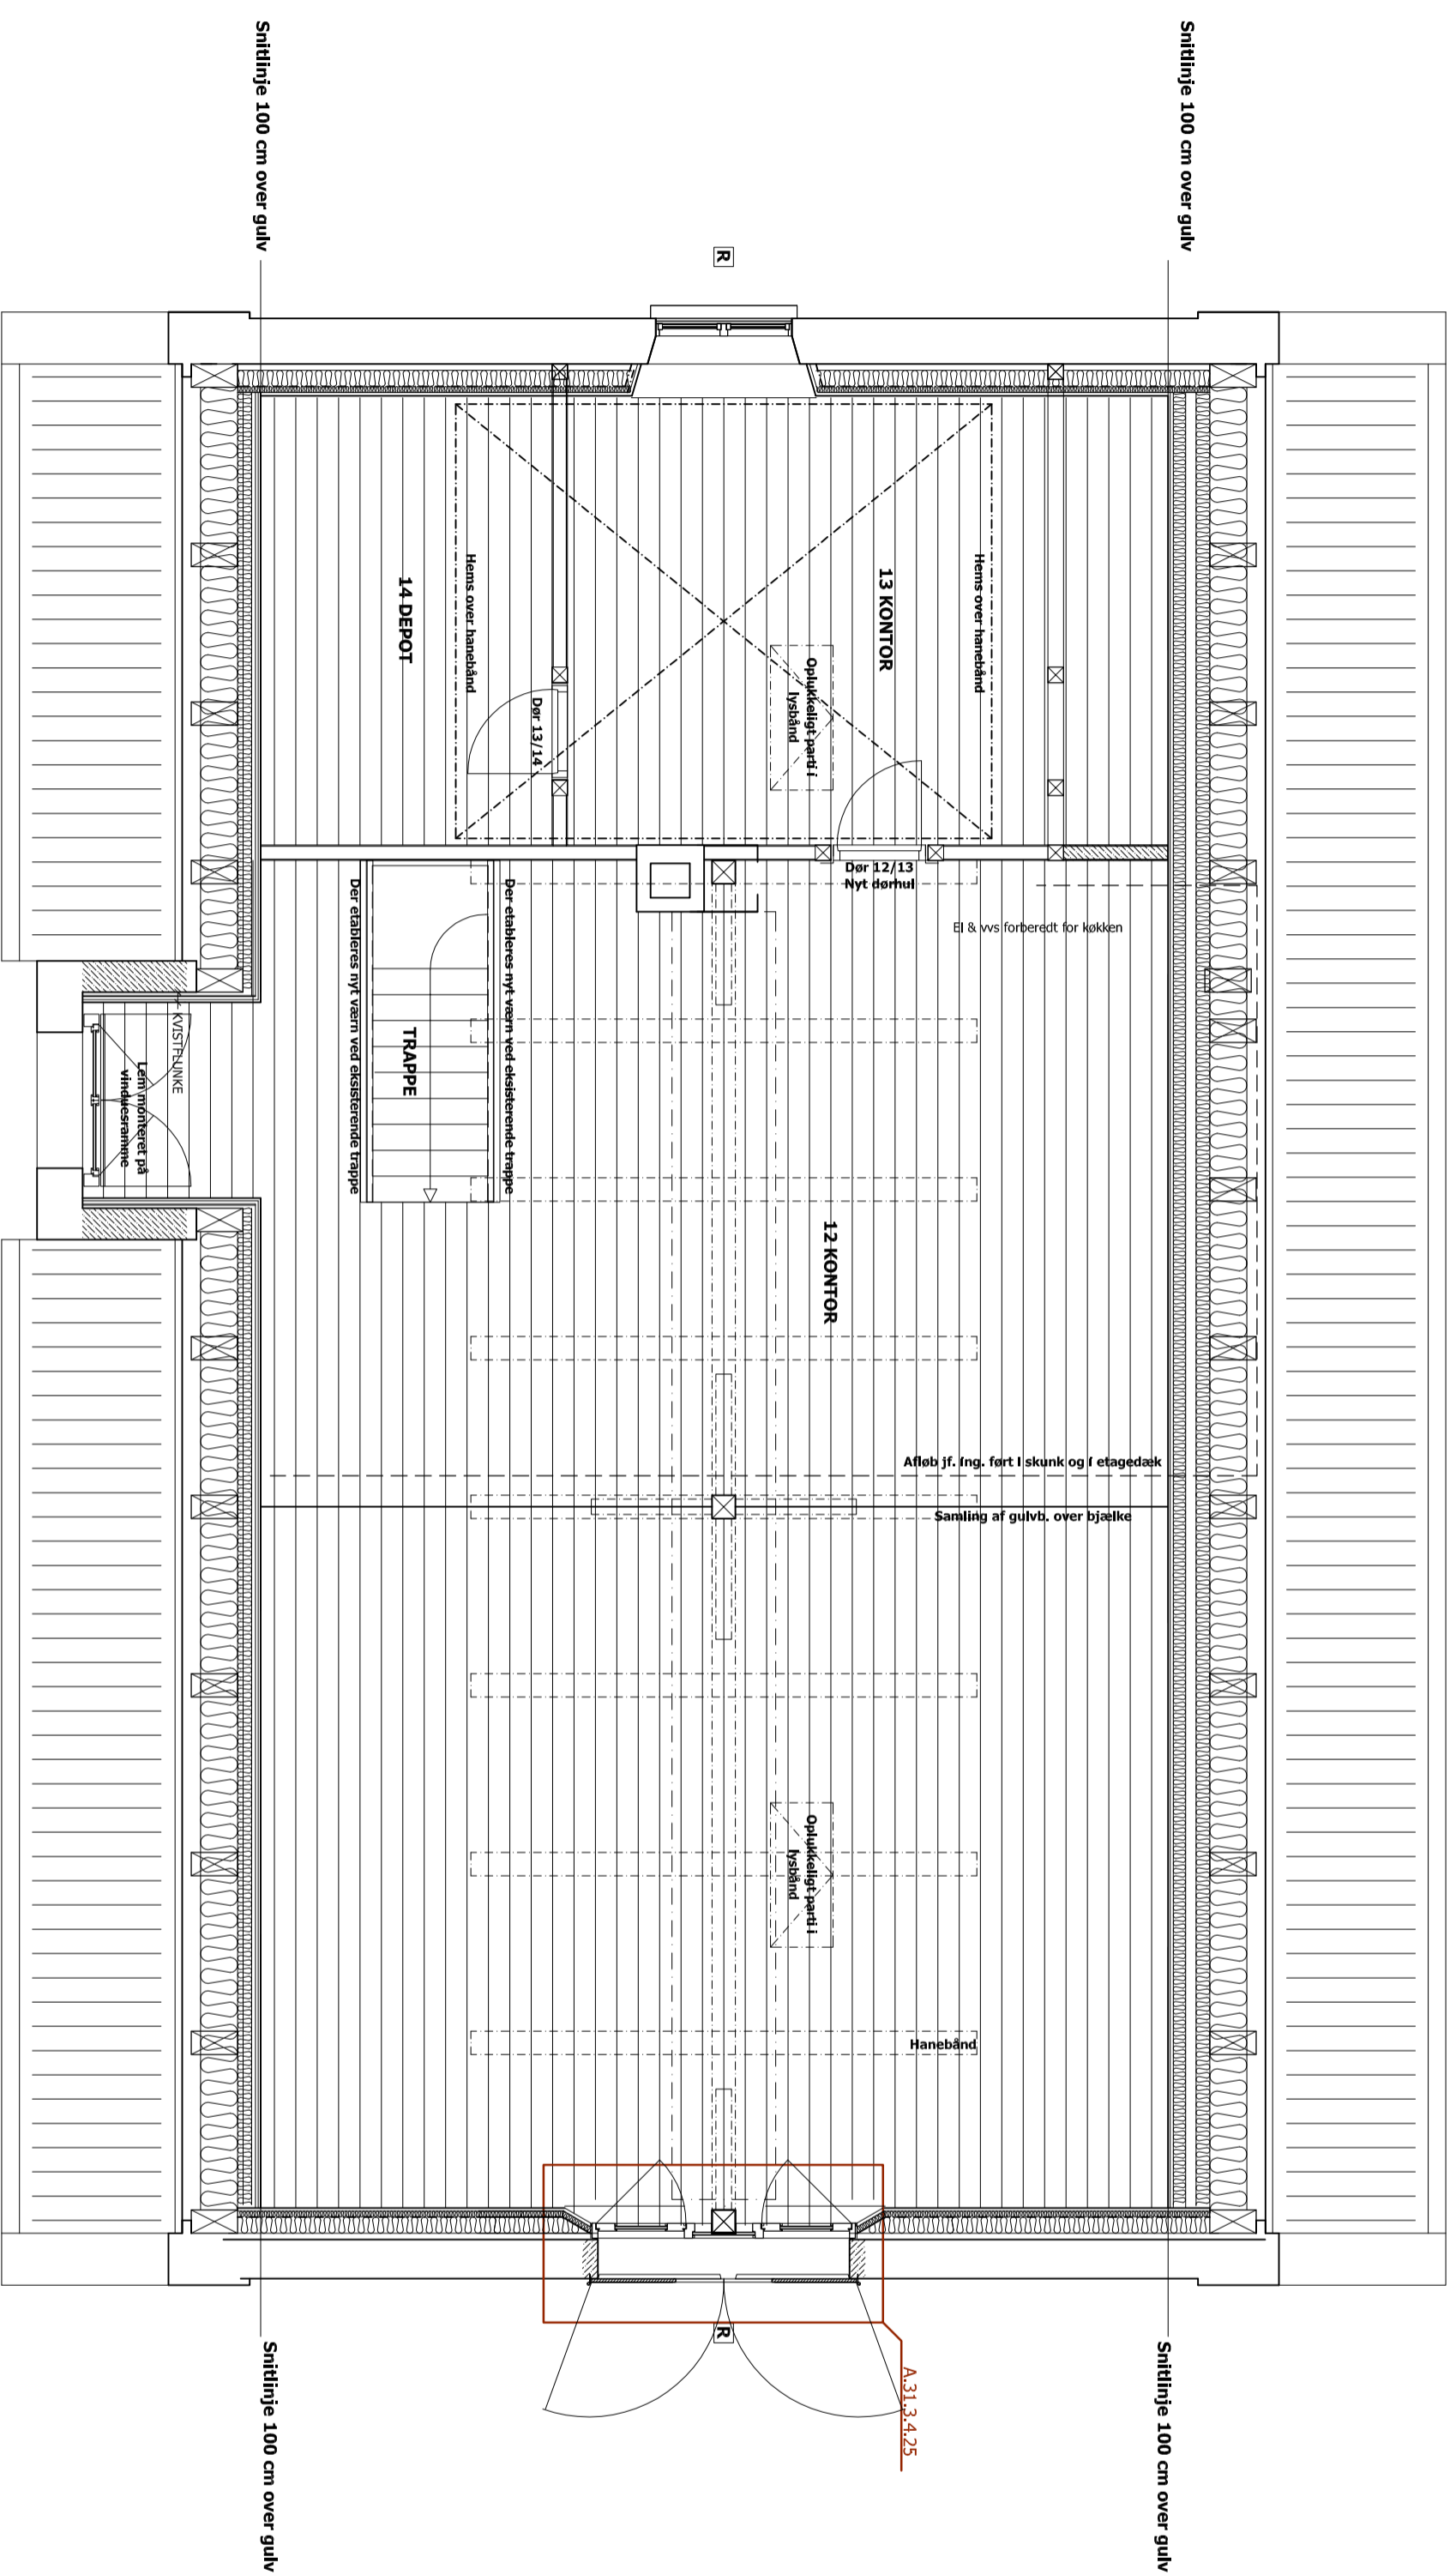 Snitlinje 100 cm over gulv
Snitlinje 100 cm over gulv
R
Hems over hanebånd
13 KONTOR
Oplukkeligt parti i
lysbånd
Hems over hanebånd
14 DEPOT
Dør 13/14
Dør 12/13
Nyt dørhul
El & vvs forberedt for køkken
Der etableres nyt værn ved eksisterende trappe
TRAPPE
Der etableres nyt værn ved eksisterende trappe
KVISTFLUNKE
Lem monteret på
vinduesramme
12 KONTOR
Afløb jf. ing. ført i skunk og i etagedæk
Samling af gulvb. over bjælke
Oplukkeligt parti i
lysbånd
Hanebånd
R
A.31.3.4.25
Snitlinje 100 cm over gulv
Snitlinje 100 cm over gulv